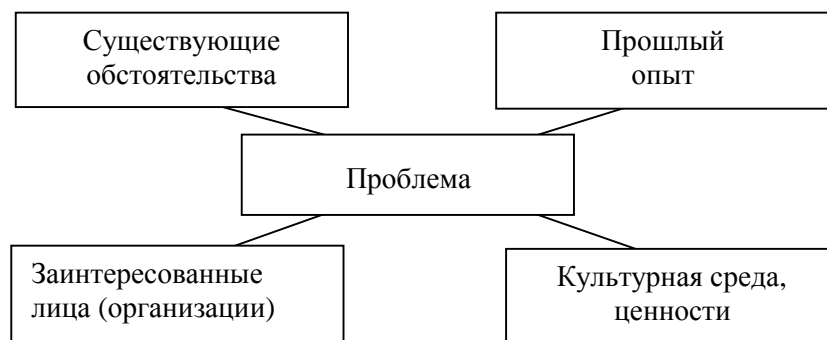 Существующие
обстоятельства
Прошлый
опыт
Проблема
Заинтересованные
лица (организации)
Культурная среда,
ценности